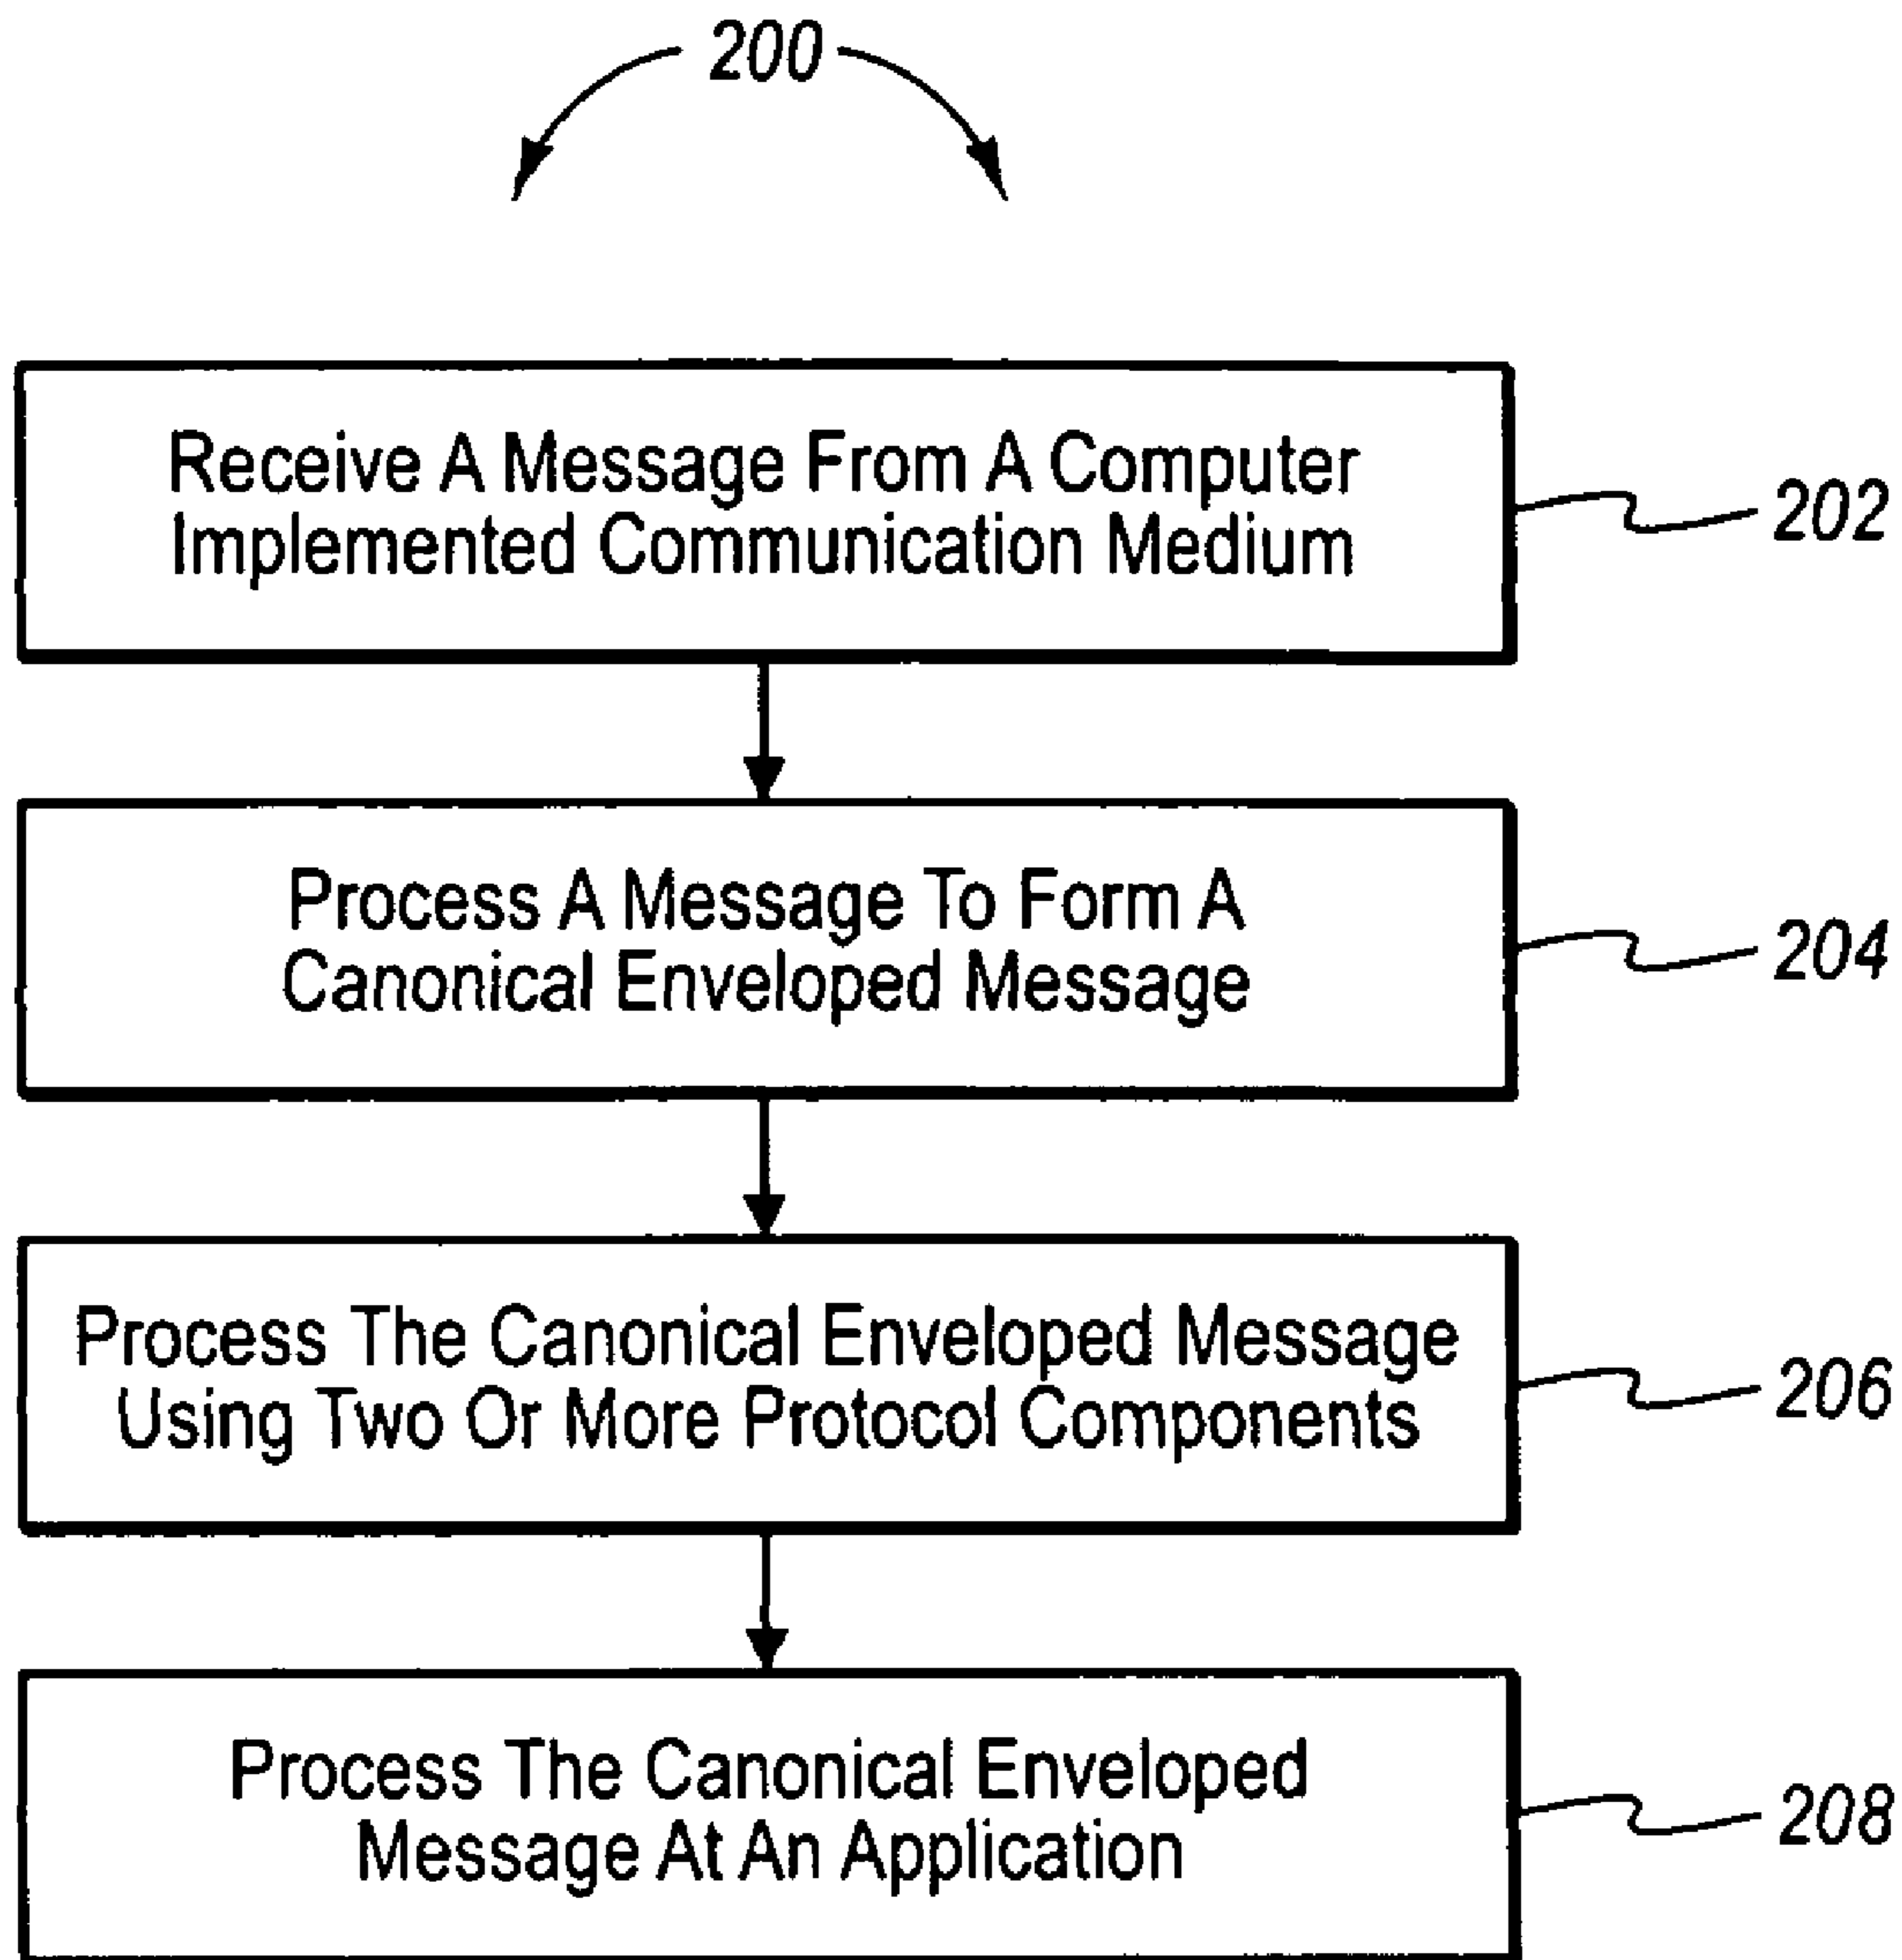 200
Receive A Message From A Computer
Implemented Communication Medium
202
Process A Message To Form A
Canonical Enveloped Message
204
Process The Canonical Enveloped Message
Using Two Or More Protocol Components
206
Process The Canonical Enveloped
Message At An Application
208